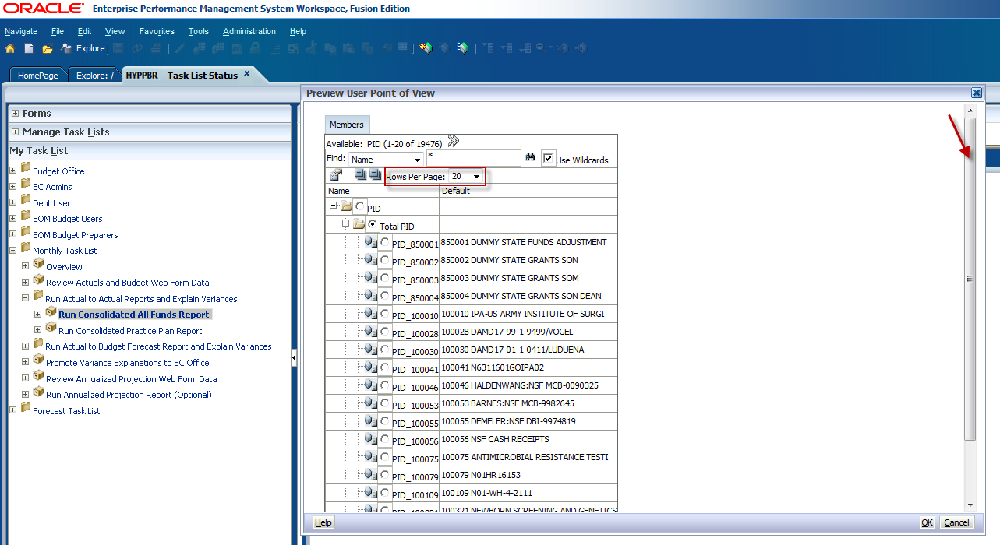 ORACLE Enterprise Performance Management System Workspace, Fusion Edition
Navigate File Edit View Favorites Tools Administration Help
Explore
HomePage Explore: / HYPPBR - Task List Status
Forms
Manage Task Lists
My Task List
Budget Office
EC Admins
Dept User
SOM Budget Users
SOM Budget Preparers
Monthly Task List
Overview
Review Actuals and Budget Web Form Data
Run Actual to Actual Reports and Explain Variances
Run Consolidated All Funds Report
Run Consolidated Practice Plan Report
Run Actual to Budget Forecast Report and Explain Variances
Promote Variance Explanations to EC Office
Review Annualized Projection Web Form Data
Run Annualized Projection Report (Optional)
Forecast Task List
Preview User Point of View
Members
Available: PID (1-20 of 19476)
Find: Name * Use Wildcards
Rows Per Page: 20
Name Default
PID
Total PID
PID_850001 850001 DUMMY STATE FUNDS ADJUSTMENT
PID_850002 850002 DUMMY STATE GRANTS SON
PID_850003 850003 DUMMY STATE GRANTS SOM
PID_850004 850004 DUMMY STATE GRANTS SON DEAN
PID_100010 100010 IPA-US ARMY INSTITUTE OF SURGI
PID_100028 100028 DAMD17-99-1-9499/VOGEL
PID_100030 100030 DAMD17-01-1-0411/LUDUENA
PID_100041 100041 N6311601GOIPA02
PID_100046 100046 HALDENWANG:NSF MCB-0090325
PID_100053 100053 BARNES:NSF MCB-9982645
PID_100055 100055 DEMELER:NSF DBI-9974819
PID_100056 100056 NSF CASH RECEIPTS
PID_100075 100075 ANTIMICROBIAL RESISTANCE TESTI
PID_100079 100079 N01HR16153
PID_100109 100109 N01-WH-4-2111
100321 NEWBORN SCREENING AND GENETICS
Help OK Cancel